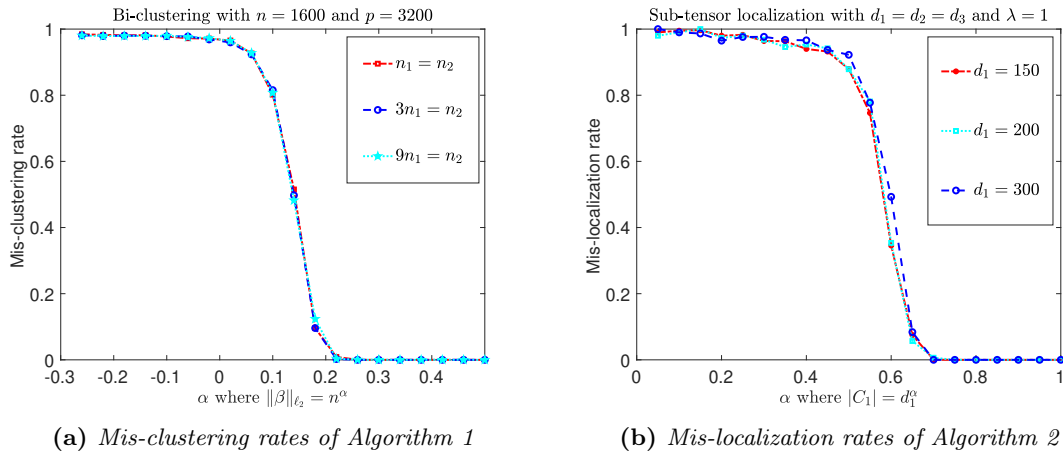 Bi-clustering with n = 1600 and p = 3200
Mis-clustering rate
1
0.8
0.6
0.4
0.2
0
-0.3 -0.2 -0.1 0 0.1 0.2 0.3 0.4
n₁ = n₂
3n₁ = n₂
9n₁ = n₂
α where ‖β‖ℓ₂ = n^α
(a) Mis-clustering rates of Algorithm 1
Sub-tensor localization with d₁ = d₂ = d₃ and λ = 1
Mis-localization rate
1
0.8
0.6
0.4
0.2
0
0 0.2 0.4 0.6 0.8 1
d₁ = 150
d₁ = 200
d₁ = 300
α where |C₁| = d₁^α
(b) Mis-localization rates of Algorithm 2